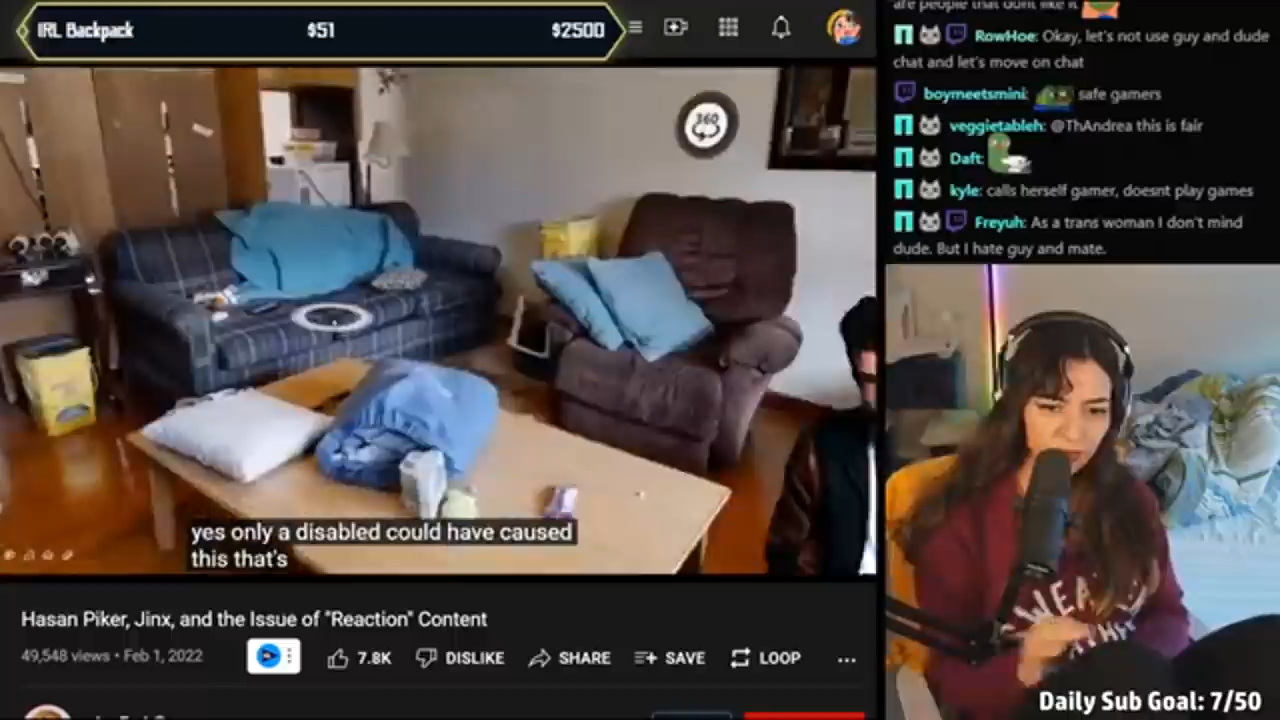 IRL Backpack
$51
$2500
360
yes only a disabled could have caused
this that's
Hasan Piker, Jinx, and the Issue of "Reaction" Content
49,548 views • Feb 1, 2022
7.8K
DISLIKE
SHARE
SAVE
LOOP
are people that dont like it
RowHoe: Okay, let's not use guy and dude
chat and let's move on chat
boymeetsmini: safe gamers
veggietableh: @ThAndrea this is fair
Daft:
kyle: calls herself gamer, doesnt play games
Freyuh: As a trans woman I don't mind
dude. But I hate guy and mate.
Daily Sub Goal: 7/50